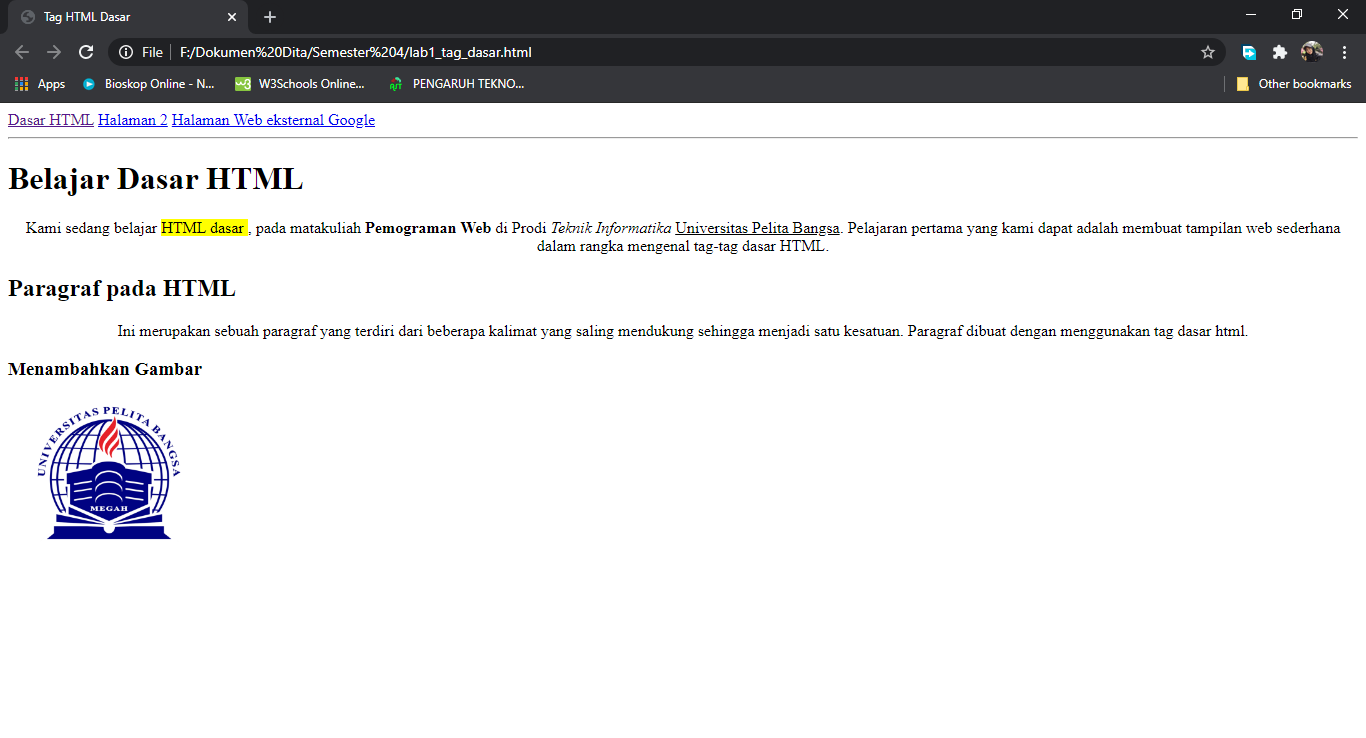 Tag HTML Dasar
File F:/Dokumen%20Dita/Semester%204/lab1_tag_dasar.html
Apps Bioskop Online - N... W3Schools Online... PENGARUH TEKNO... Other bookmarks
Dasar HTML Halaman 2 Halaman Web eksternal Google
Belajar Dasar HTML
Kami sedang belajar HTML dasar , pada matakuliah Pemograman Web di Prodi Teknik Informatika Universitas Pelita Bangsa. Pelajaran pertama yang kami dapat adalah membuat tampilan web sederhana
dalam rangka mengenal tag-tag dasar HTML.
Paragraf pada HTML
Ini merupakan sebuah paragraf yang terdiri dari beberapa kalimat yang saling mendukung sehingga menjadi satu kesatuan. Paragraf dibuat dengan menggunakan tag dasar html.
Menambahkan Gambar
UNIVERSITAS PELITA BANGSA
MEGAH